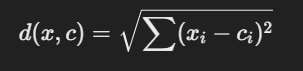 d(x, c) = √∑(xᵢ − cᵢ)²